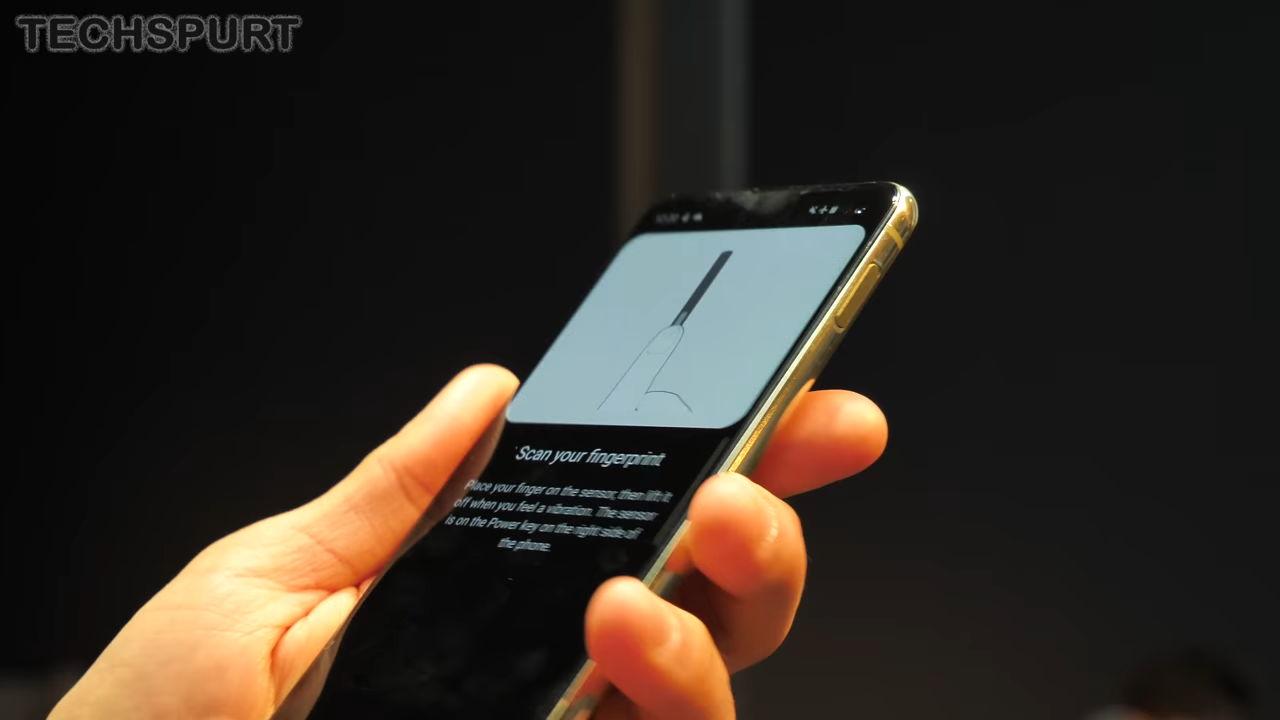 TECHSPURT
Scan your fingerprint
Place your finger on the sensor, then lift it
off when you feel a vibration. The sensor
is on the Power key on the right side of
the phone.